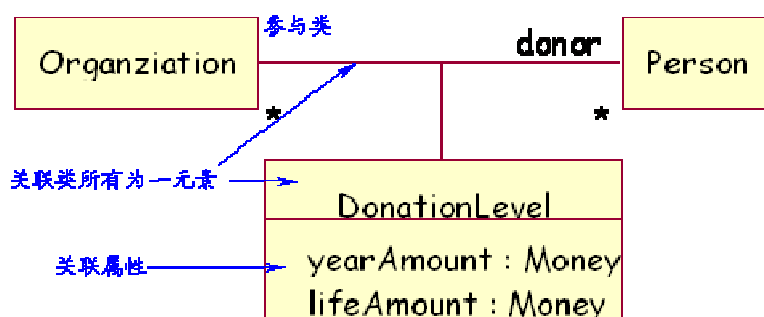 参与类
donor
Organziation
Person
*
*
关联类所有为一元素
DonationLevel
关联属性
yearAmount : Money
lifeAmount : Money